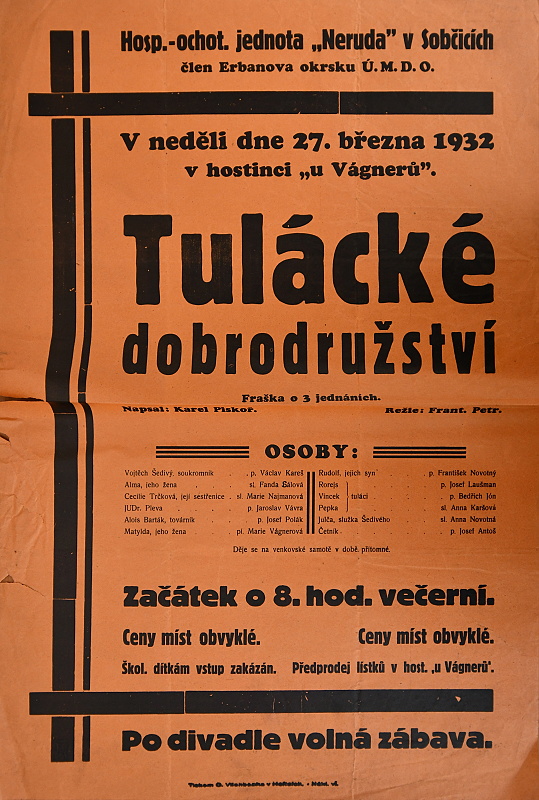 Hosp.-ochot. jednota „Neruda” v Sobčicích
člen Erbanova okrsku Ú. M. D. O.
V neděli dne 27. března 1932
v hostinci „u Vágnerů”.
Tulácké
dobrodružství
Fraška o 3 jednáních.
Napsal: Karel Piskoř. Režie: Frant. Petr.
OSOBY:
Vojtěch Šedivý, soukromník . . p. Václav Kareš
Alma, jeho žena . sl. Fanda Sálová
Cecilie Trčková, její sestřenice . sl. Marie Najmanová
JUDr. Pleva . . p. Jaroslav Vávra
Alois Barták, továrník . p. Josef Polák
Matylda, jeho žena pí. Marie Vágnerová
Rudolf, jejich syn . p. František Novotný
Rorejs p. Josef Laušman
Vincek tuláci . p. Bedřich Jón
Pepka sl. Anna Karšová
Julča, služka Šedivého . sl. Anna Novotná
Četník . . p. Josef Antoš
Děje se na venkovské samotě v době přítomné.
Začátek o 8. hod. večerní.
Ceny míst obvyklé. Ceny míst obvyklé.
Škol. dítkám vstup zakázán. Předprodej lístků v host. „u Vágnerů”.
Po divadle volná zábava.
Tiskem